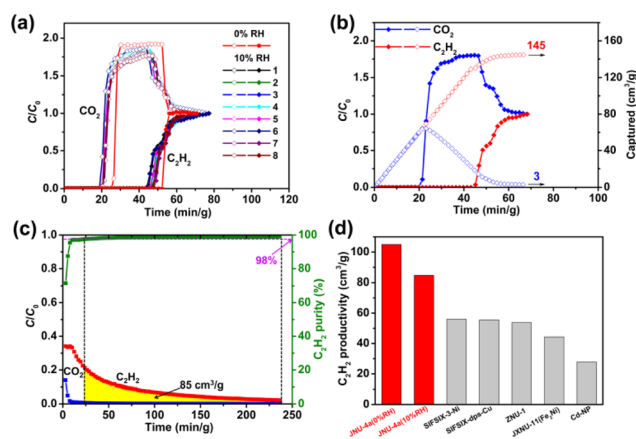 (a)
2.0
1.5
1.0
0.5
0.0
C/C₀
0% RH
10% RH
1
2
3
4
5
6
7
8
CO₂
C₂H₂
0 20 40 60 80 100 120
Time (min/g)
(b)
2.0
1.5
1.0
0.5
0.0
C/C₀
CO₂
C₂H₂
145
3
200
160
120
80
40
0
Captured (cm³/g)
0 20 40 60 80 100
Time (min/g)
(c)
1.0
0.8
0.6
0.4
0.2
0.0
C/C₀
98%
CO₂
C₂H₂
85 cm³/g
100
80
60
40
20
0
C₂H₂ purity (%)
0 50 100 150 200 250
Time (min/g)
(d)
120
100
80
60
40
20
0
C₂H₂ productivity (cm³/g)
JNU-4a(0%RH)
JNU-4a(10%RH)
SIFSIX-3-Ni
SIFSIX-dps-Cu
ZNU-1
JXNU-11(Fe₂Ni)
Cd-NP